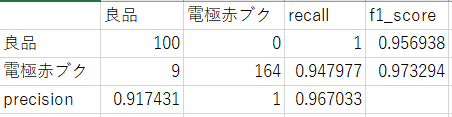 良品 電極赤ブク recall f1_score
良品 100 0 1 0.956938
電極赤ブク 9 164 0.947977 0.973294
precision 0.917431 1 0.967033